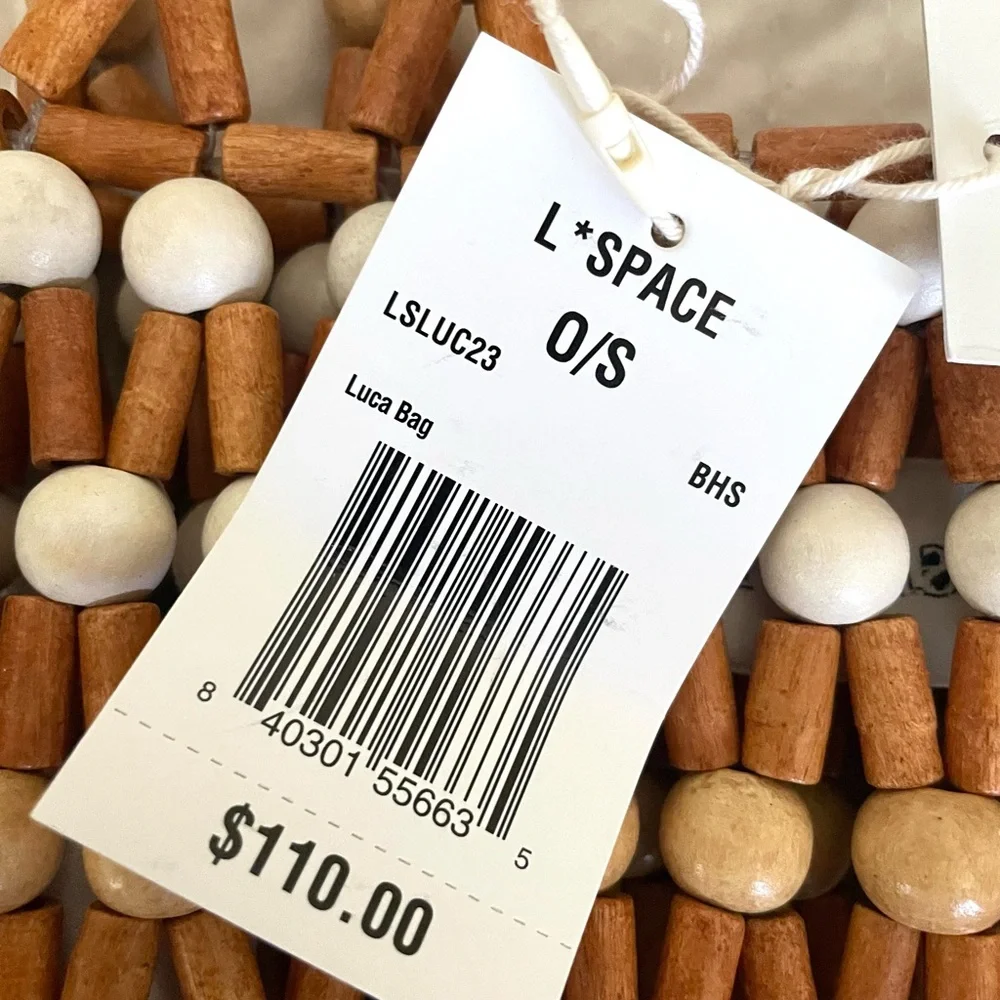 L*SPACE
LSLUC23 O/S
Luca Bag
BHS
8 40301 55663 5
$110.00